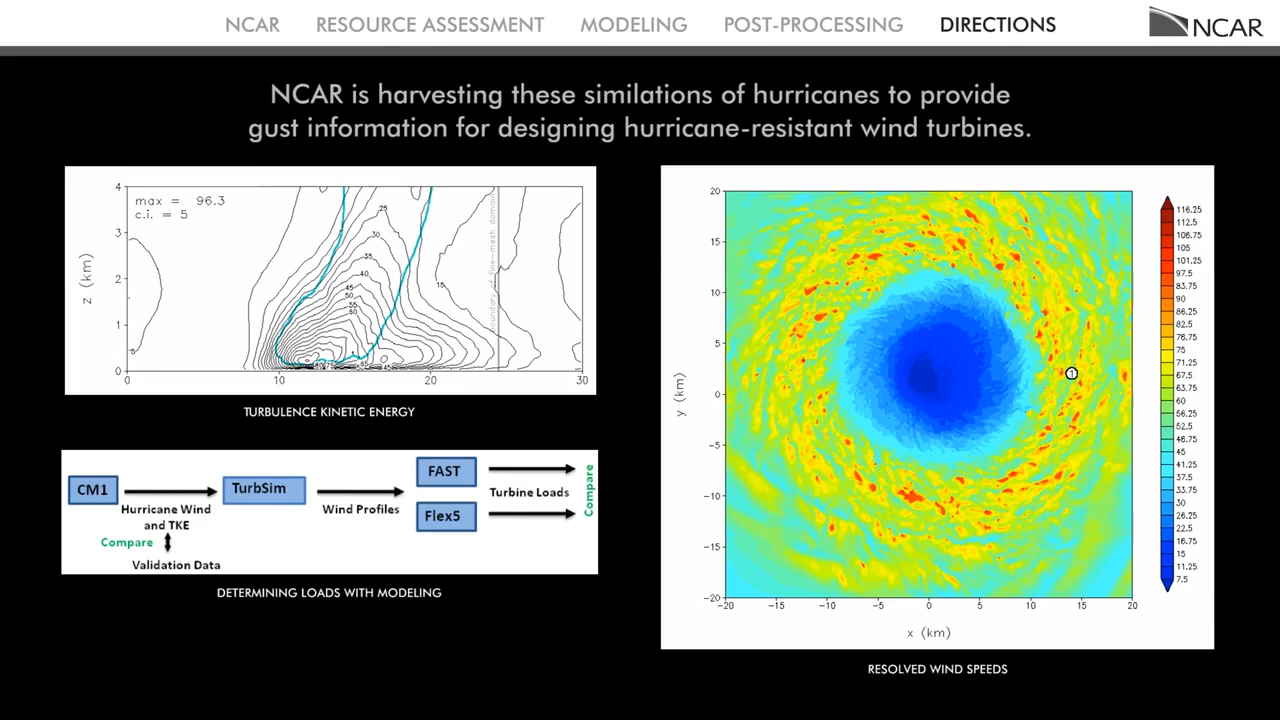 NCAR RESOURCE ASSESSMENT MODELING POST-PROCESSING DIRECTIONS NCAR
NCAR is harvesting these similations of hurricanes to provide
gust information for designing hurricane-resistant wind turbines.
max = 96.3
c.i. = 5
z (km)
4
3
2
1
0
0 10 20 30
25
30
35
40
45
50
55
60
15
5
45
boundary of fine-mesh domain
TURBULENCE KINETIC ENERGY
CM1
Hurricane Wind
and TKE
Compare
Validation Data
TurbSim
Wind Profiles
FAST
Flex5
Turbine Loads
Compare
DETERMINING LOADS WITH MODELING
y (km)
20
15
10
5
0
−5
−10
−15
−20
−20 −15 −10 −5 0 5 10 15 20
x (km)
1
116.25
112.5
108.75
105
101.25
97.5
93.75
90
86.25
82.5
78.75
75
71.25
67.5
63.75
60
56.25
52.5
48.75
45
41.25
37.5
33.75
30
26.25
22.5
18.75
15
11.25
7.5
RESOLVED WIND SPEEDS